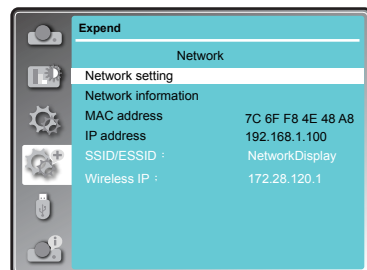 Expend
Network
Network setting
Network information
MAC address 7C 6F F8 4E 48 A8
IP address 192.168.1.100
SSID/ESSID： NetworkDisplay
Wireless IP： 172.28.120.1